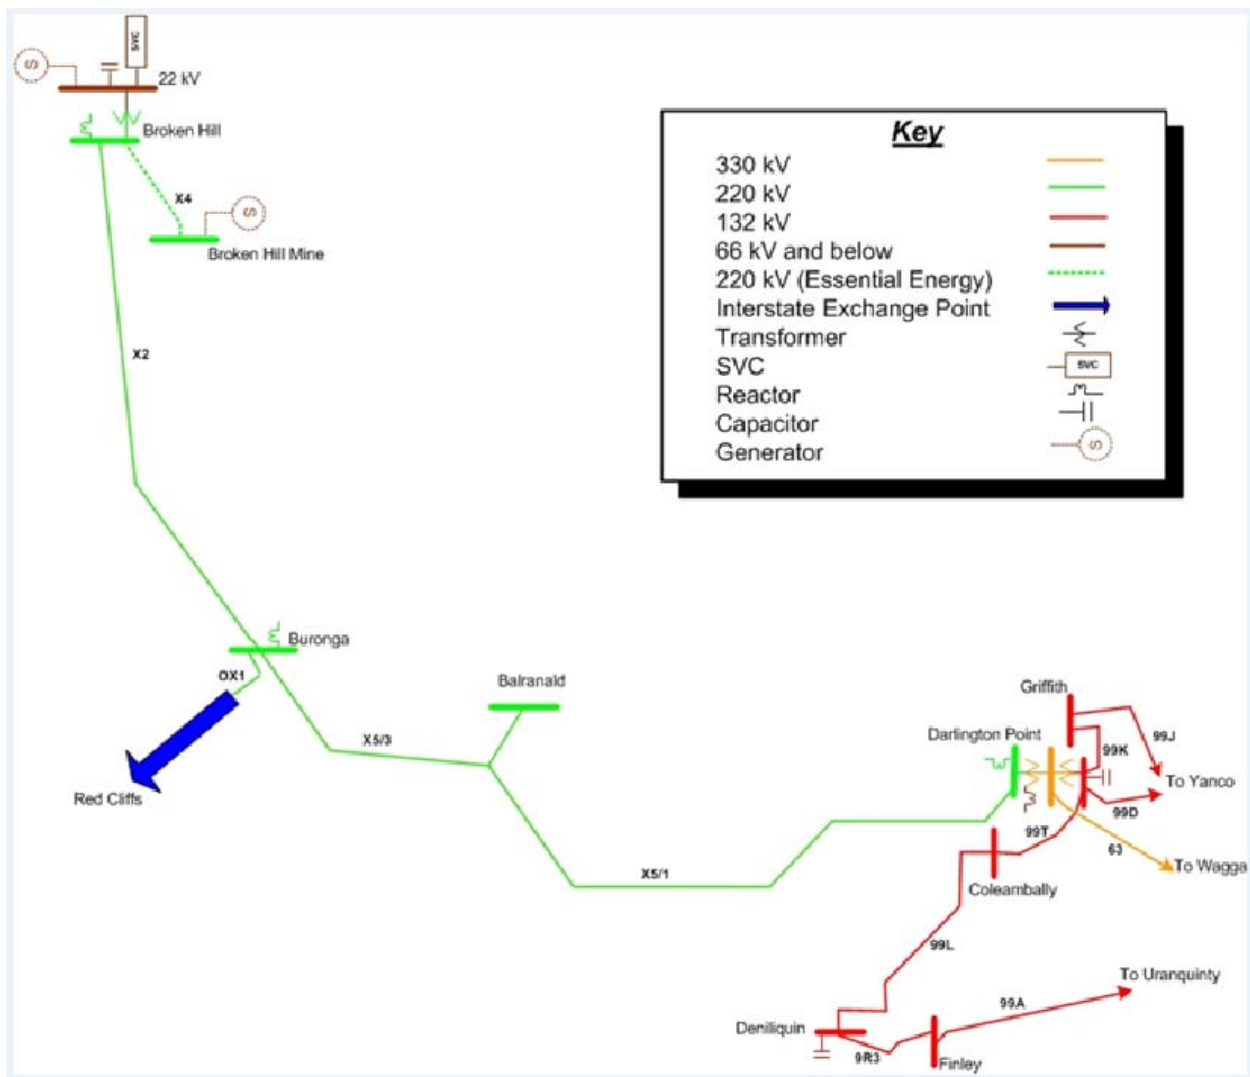 SVC
S
22 kV
Broken Hill
X4
S
Broken Hill Mine
X2
Key
330 kV
220 kV
132 kV
66 kV and below
220 kV (Essential Energy)
Interstate Exchange Point
Transformer
SVC
SVC
Reactor
Capacitor
Generator
S
Buronga
OX1
Red Cliffs
X5/3
Balranald
X5/1
Griffith
Darlington Point
99J
99K
To Yanco
99D
99T
63
To Wagga
Coleambally
99L
To Uranquinty
99A
Deniliquin
9R3
Finley